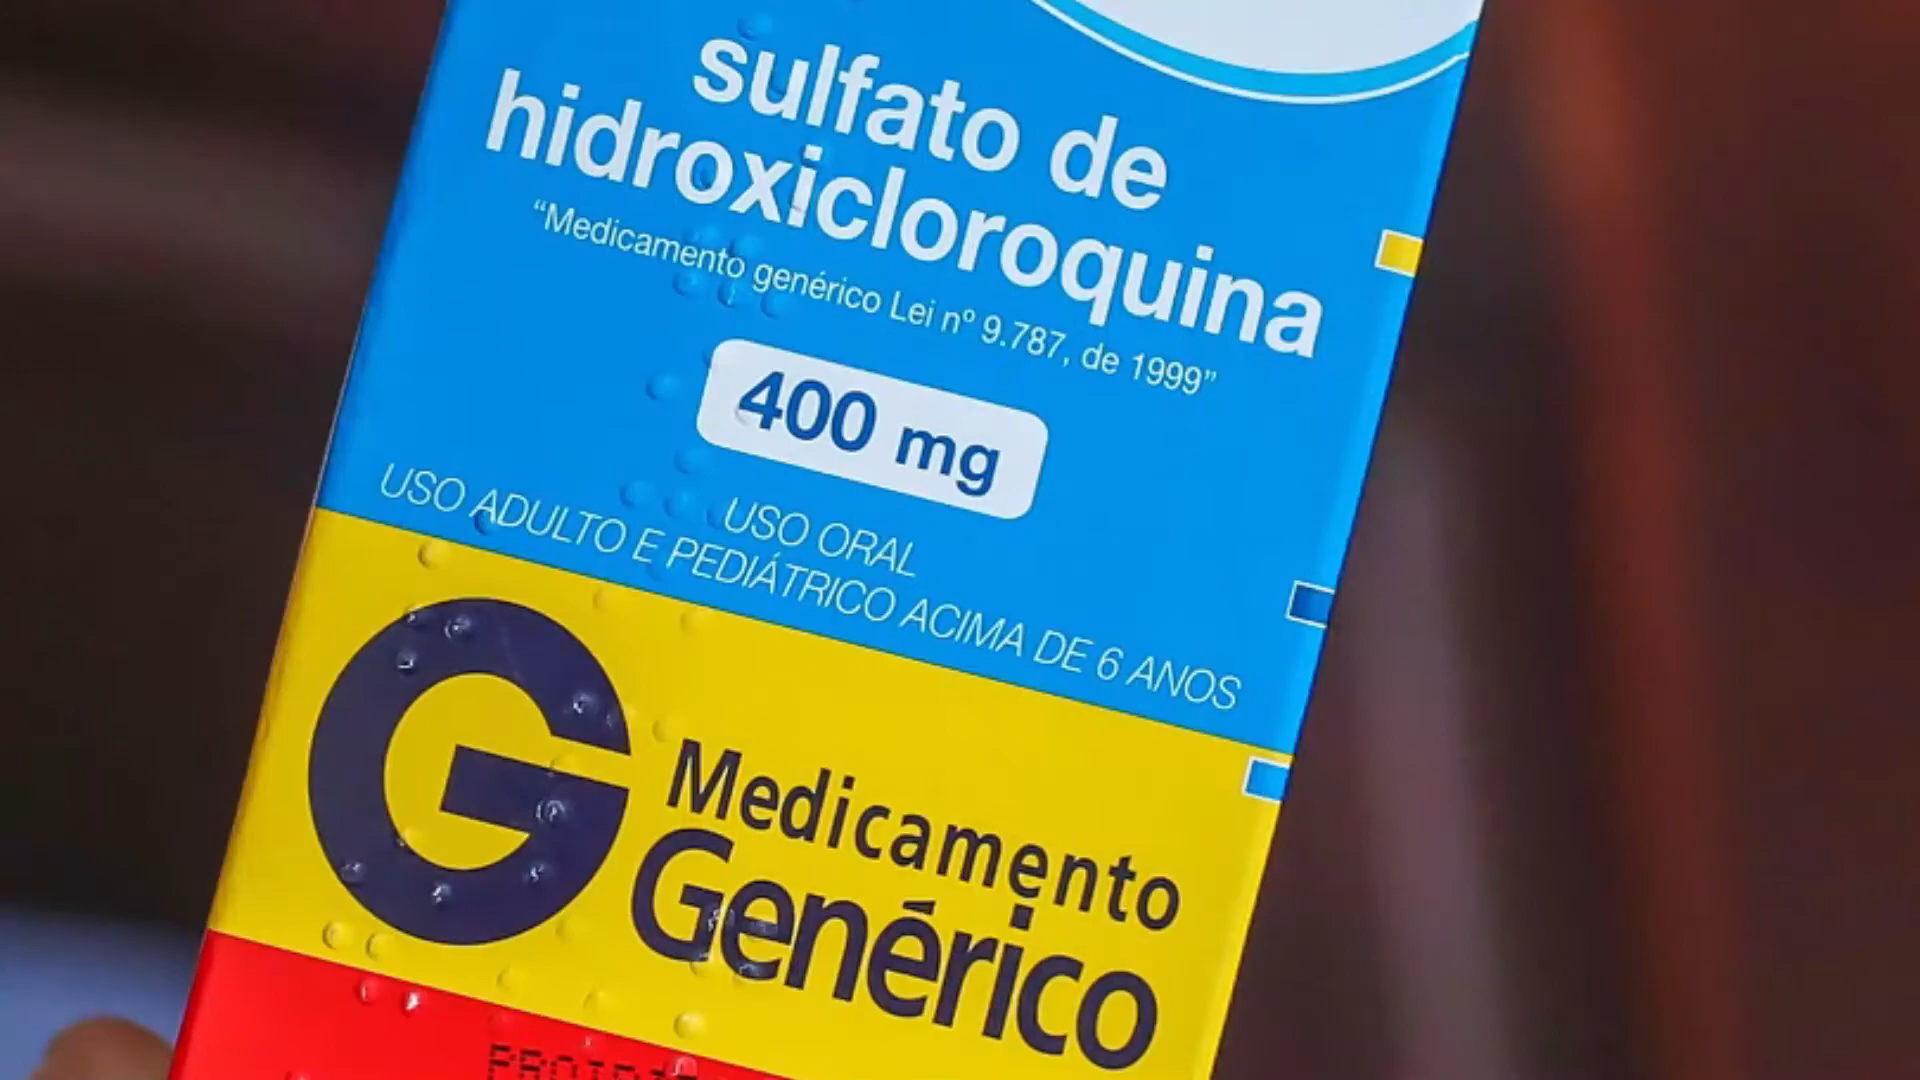 sulfato de
hidroxicloroquina
“Medicamento genérico Lei nº 9.787, de 1999”
400 mg
USO ORAL
USO ADULTO E PEDIÁTRICO ACIMA DE 6 ANOS
G
Medicamento
Genérico